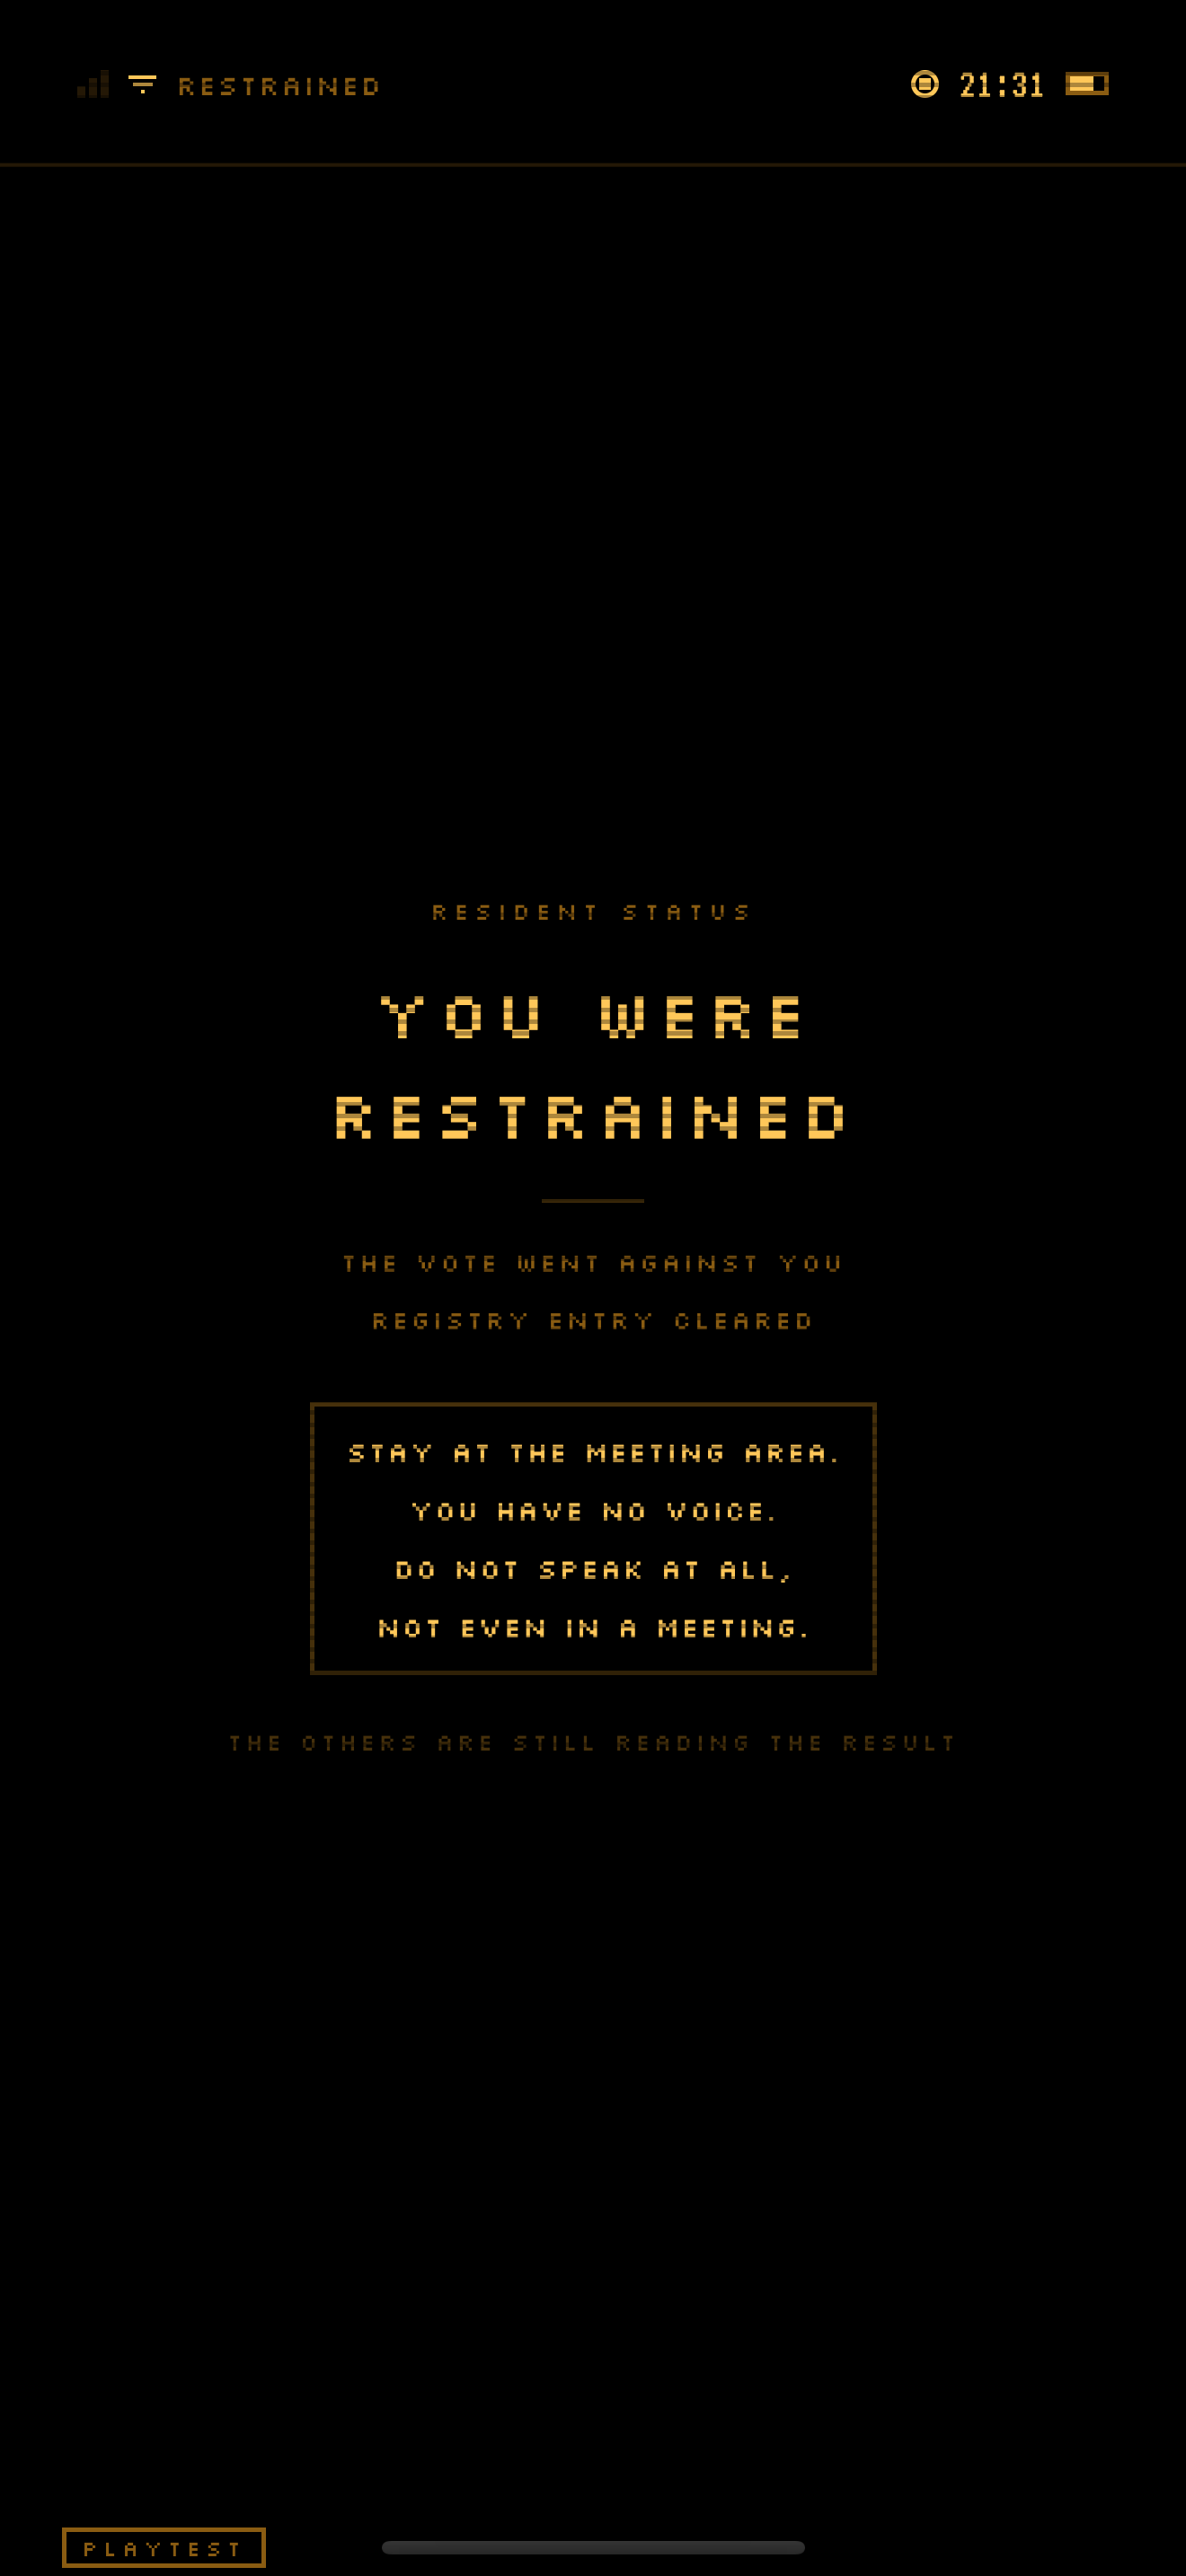 RESTRAINED
21:31
RESIDENT STATUS
YOU WERE
RESTRAINED
THE VOTE WENT AGAINST YOU
REGISTRY ENTRY CLEARED
STAY AT THE MEETING AREA.
YOU HAVE NO VOICE.
DO NOT SPEAK AT ALL,
NOT EVEN IN A MEETING.
THE OTHERS ARE STILL READING THE RESULT
PLAYTEST